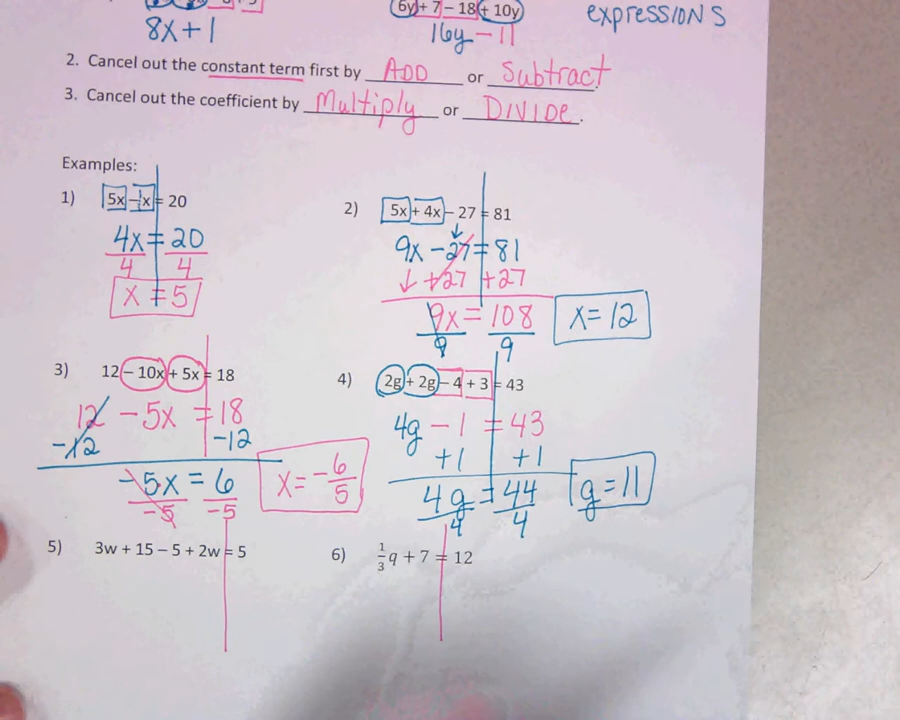 6y + 7 – 18 + 10y
expressions
8x + 1
16y – 11
2. Cancel out the constant term first by ADD or Subtract.
3. Cancel out the coefficient by Multiply or DIVIDE.
Examples:
1) 5x – x = 20
4x = 20
4 4
x = 5
2) 5x + 4x – 27 = 81
9x – 27 = 81
↓ +27 +27
9x = 108
9 9
x = 12
3) 12 – 10x + 5x = 18
12 – 5x = 18
–12 –12
–5x = 6
–5 –5
x = – 6/5
4) 2g + 2g – 4 + 3 = 43
4g – 1 = 43
+1 +1
4g = 44
4 4
g = 11
5) 3w + 15 – 5 + 2w = 5
6) 1/3 q + 7 = 12